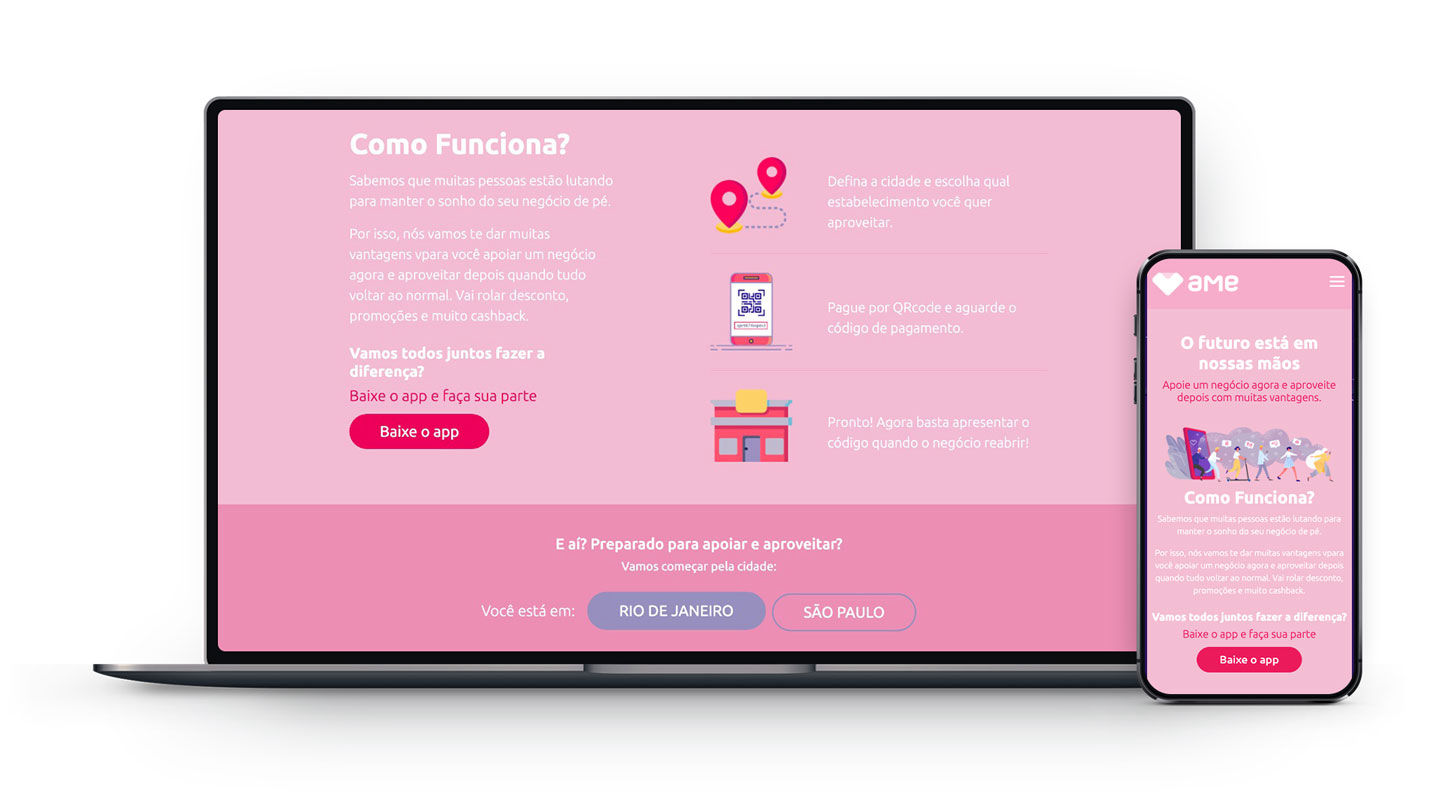 Como Funciona?
Sabemos que muitas pessoas estão lutando
para manter o sonho do seu negócio de pé.
Por isso, nós vamos te dar muitas
vantagens vpara você apoiar um negócio
agora e aproveitar depois quando tudo
voltar ao normal. Vai rolar desconto,
promoções e muito cashback.
Vamos todos juntos fazer a
diferença?
Baixe o app e faça sua parte
Baixe o app
Defina a cidade e escolha qual
estabelecimento você quer
aproveitar.
Pague por QRcode e aguarde o
código de pagamento.
Pronto! Agora basta apresentar o
código quando o negócio reabrir!
E aí? Preparado para apoiar e aproveitar?
Vamos começar pela cidade:
Você está em:
RIO DE JANEIRO
SÃO PAULO
ame
O futuro está em
nossas mãos
Apoie um negócio agora e aproveite
depois com muitas vantagens.
Como Funciona?
Sabemos que muitas pessoas estão lutando para
manter o sonho do seu negócio de pé.
Por isso, nós vamos te dar muitas vantagens vpara
você apoiar um negócio agora e aproveitar depois
quando tudo voltar ao normal. Vai rolar desconto,
promoções e muito cashback.
Vamos todos juntos fazer a diferença?
Baixe o app e faça sua parte
Baixe o app